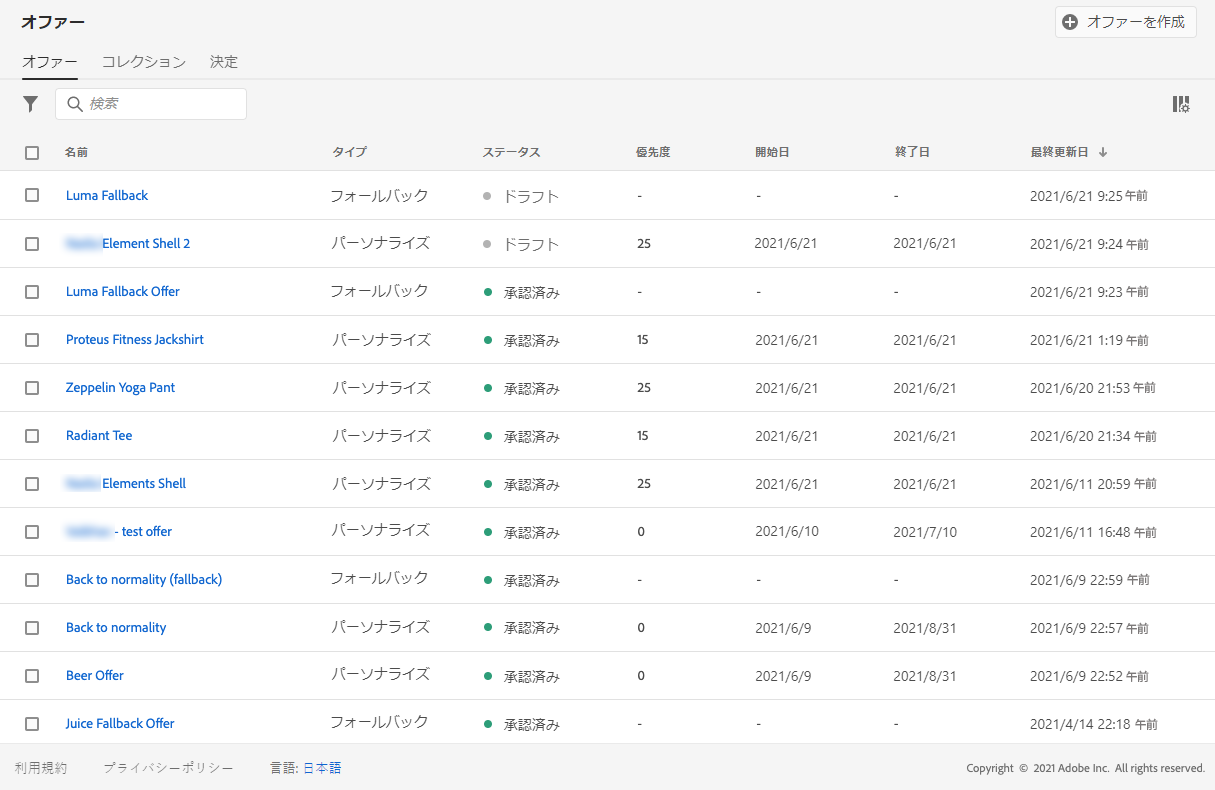 オファー
オファーを作成
オファー コレクション 決定
検索
名前 タイプ ステータス 優先度 開始日 終了日 最終更新日
Luma Fallback フォールバック ドラフト - - - 2021/6/21 9:25 午前
Element Shell 2 パーソナライズ ドラフト 25 2021/6/21 2021/6/21 2021/6/21 9:24 午前
Luma Fallback Offer フォールバック 承認済み - - - 2021/6/21 9:23 午前
Proteus Fitness Jackshirt パーソナライズ 承認済み 15 2021/6/21 2021/6/21 2021/6/21 1:19 午前
Zeppelin Yoga Pant パーソナライズ 承認済み 25 2021/6/21 2021/6/21 2021/6/20 21:53 午前
Radiant Tee パーソナライズ 承認済み 15 2021/6/21 2021/6/21 2021/6/20 21:34 午前
Elements Shell パーソナライズ 承認済み 25 2021/6/21 2021/6/21 2021/6/11 20:59 午前
- test offer パーソナライズ 承認済み 0 2021/6/10 2021/7/10 2021/6/11 16:48 午前
Back to normality (fallback) フォールバック 承認済み - - - 2021/6/9 22:59 午前
Back to normality パーソナライズ 承認済み 0 2021/6/9 2021/8/31 2021/6/9 22:57 午前
Beer Offer パーソナライズ 承認済み 0 2021/6/9 2021/8/31 2021/6/9 22:52 午前
Juice Fallback Offer フォールバック 承認済み - - - 2021/4/14 22:18 午前
利用規約 プライバシーポリシー 言語: 日本語 Copyright © 2021 Adobe Inc. All rights reserved.